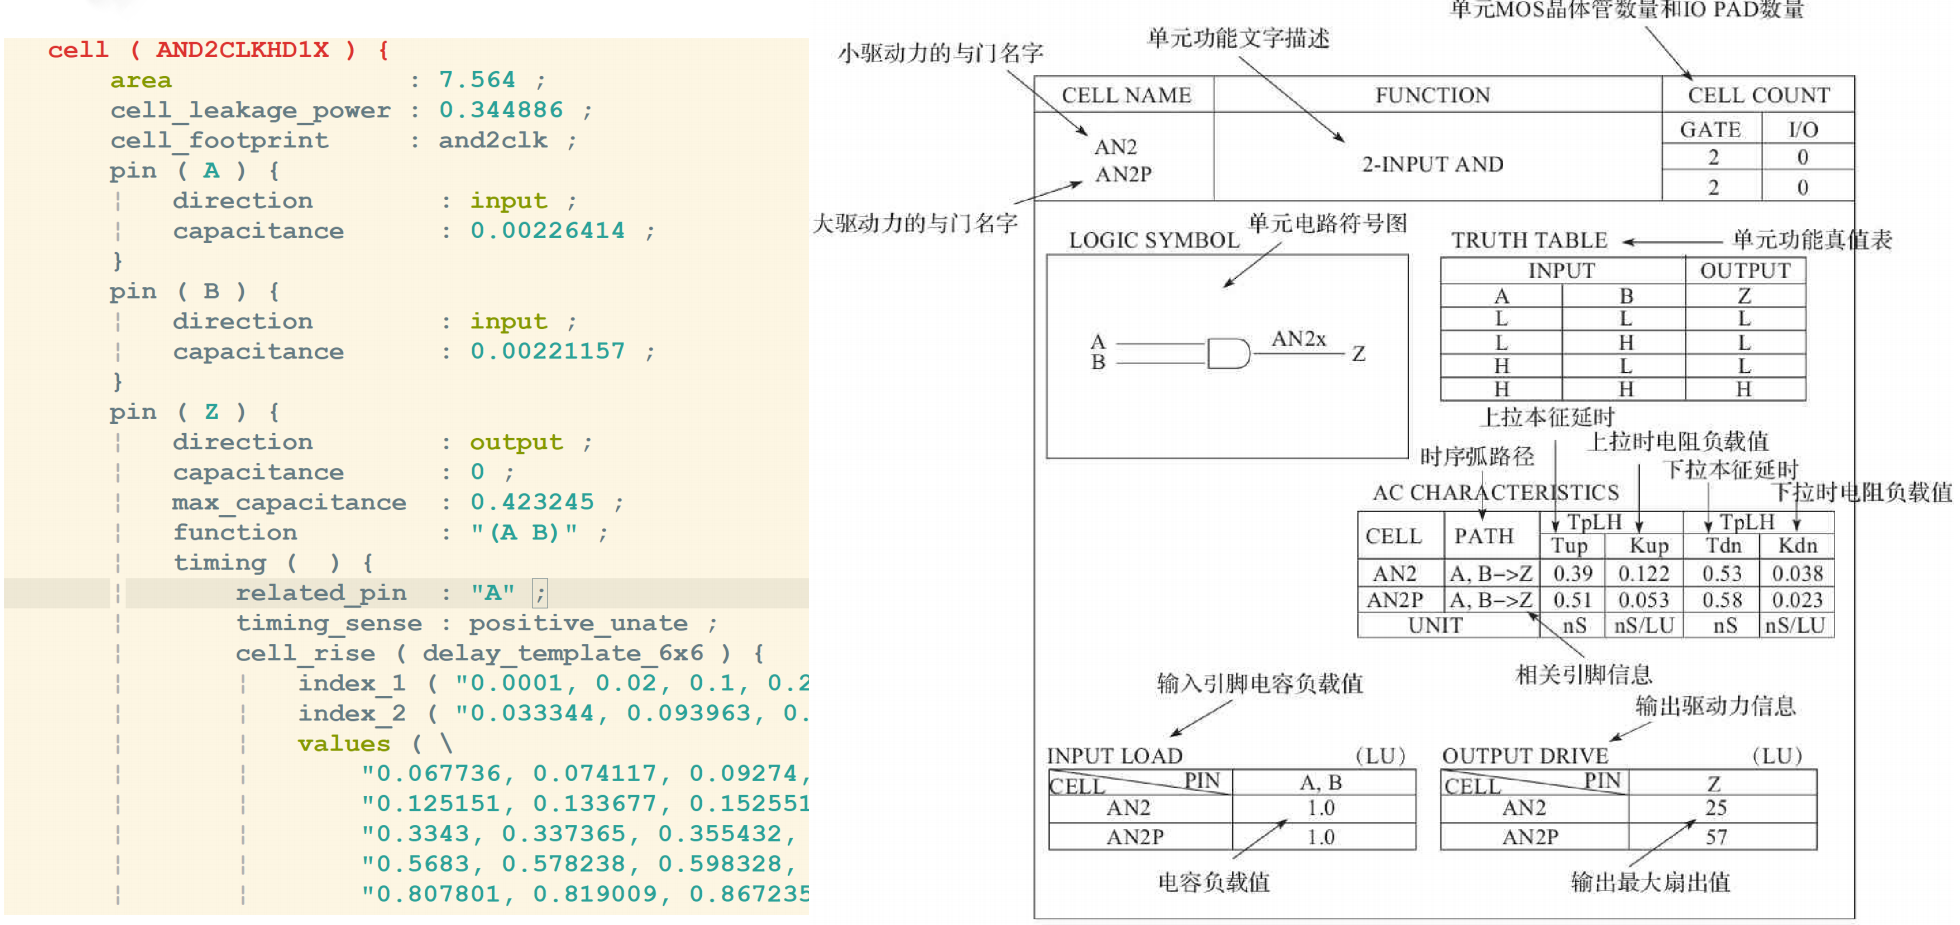 cell ( AND2CLKHD1X ) {
area : 7.564 ;
cell_leakage_power : 0.344886 ;
cell_footprint : and2clk ;
pin ( A ) {
direction : input ;
capacitance : 0.00226414 ;
}
pin ( B ) {
direction : input ;
capacitance : 0.00221157 ;
}
pin ( Z ) {
direction : output ;
capacitance : 0 ;
max_capacitance : 0.423245 ;
function : "(A B)" ;
timing ( ) {
related_pin : "A" ;
timing_sense : positive_unate ;
cell_rise ( delay_template_6x6 ) {
index_1 ( "0.0001, 0.02, 0.1, 0.2
index_2 ( "0.033344, 0.093963, 0.
values ( \
"0.067736, 0.074117, 0.09274,
"0.125151, 0.133677, 0.152551
"0.3343, 0.337365, 0.355432,
"0.5683, 0.578238, 0.598328,
"0.807801, 0.819009, 0.867235
单元MOS晶体管数量和IO PAD数量
小驱动力的与门名字
单元功能文字描述
CELL NAME FUNCTION CELL COUNT
GATE I/O
AN2 2 0
AN2P 2-INPUT AND 2 0
大驱动力的与门名字
单元电路符号图
LOGIC SYMBOL
A
B
AN2x
Z
TRUTH TABLE
单元功能真值表
INPUT OUTPUT
A B Z
L L L
L H L
H L L
H H H
上拉本征延时
上拉时电阻负载值
时序弧路径
下拉本征延时
下拉时电阻负载值
AC CHARACTERISTICS
CELL PATH TpLH TpLH
Tup Kup Tdn Kdn
AN2 A, B->Z 0.39 0.122 0.53 0.038
AN2P A, B->Z 0.51 0.053 0.58 0.023
UNIT nS nS/LU nS nS/LU
相关引脚信息
输入引脚电容负载值
输出驱动力信息
INPUT LOAD (LU)
CELL PIN A, B
AN2 1.0
AN2P 1.0
电容负载值
OUTPUT DRIVE (LU)
CELL PIN Z
AN2 25
AN2P 57
输出最大扇出值